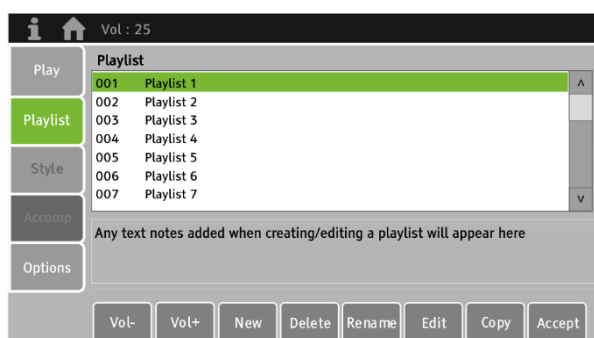 i Vol : 25
Play
Playlist
Style
Accomp
Options
Playlist
001 Playlist 1
002 Playlist 2
003 Playlist 3
004 Playlist 4
005 Playlist 5
006 Playlist 6
007 Playlist 7
Any text notes added when creating/editing a playlist will appear here
Vol- Vol+ New Delete Rename Edit Copy Accept